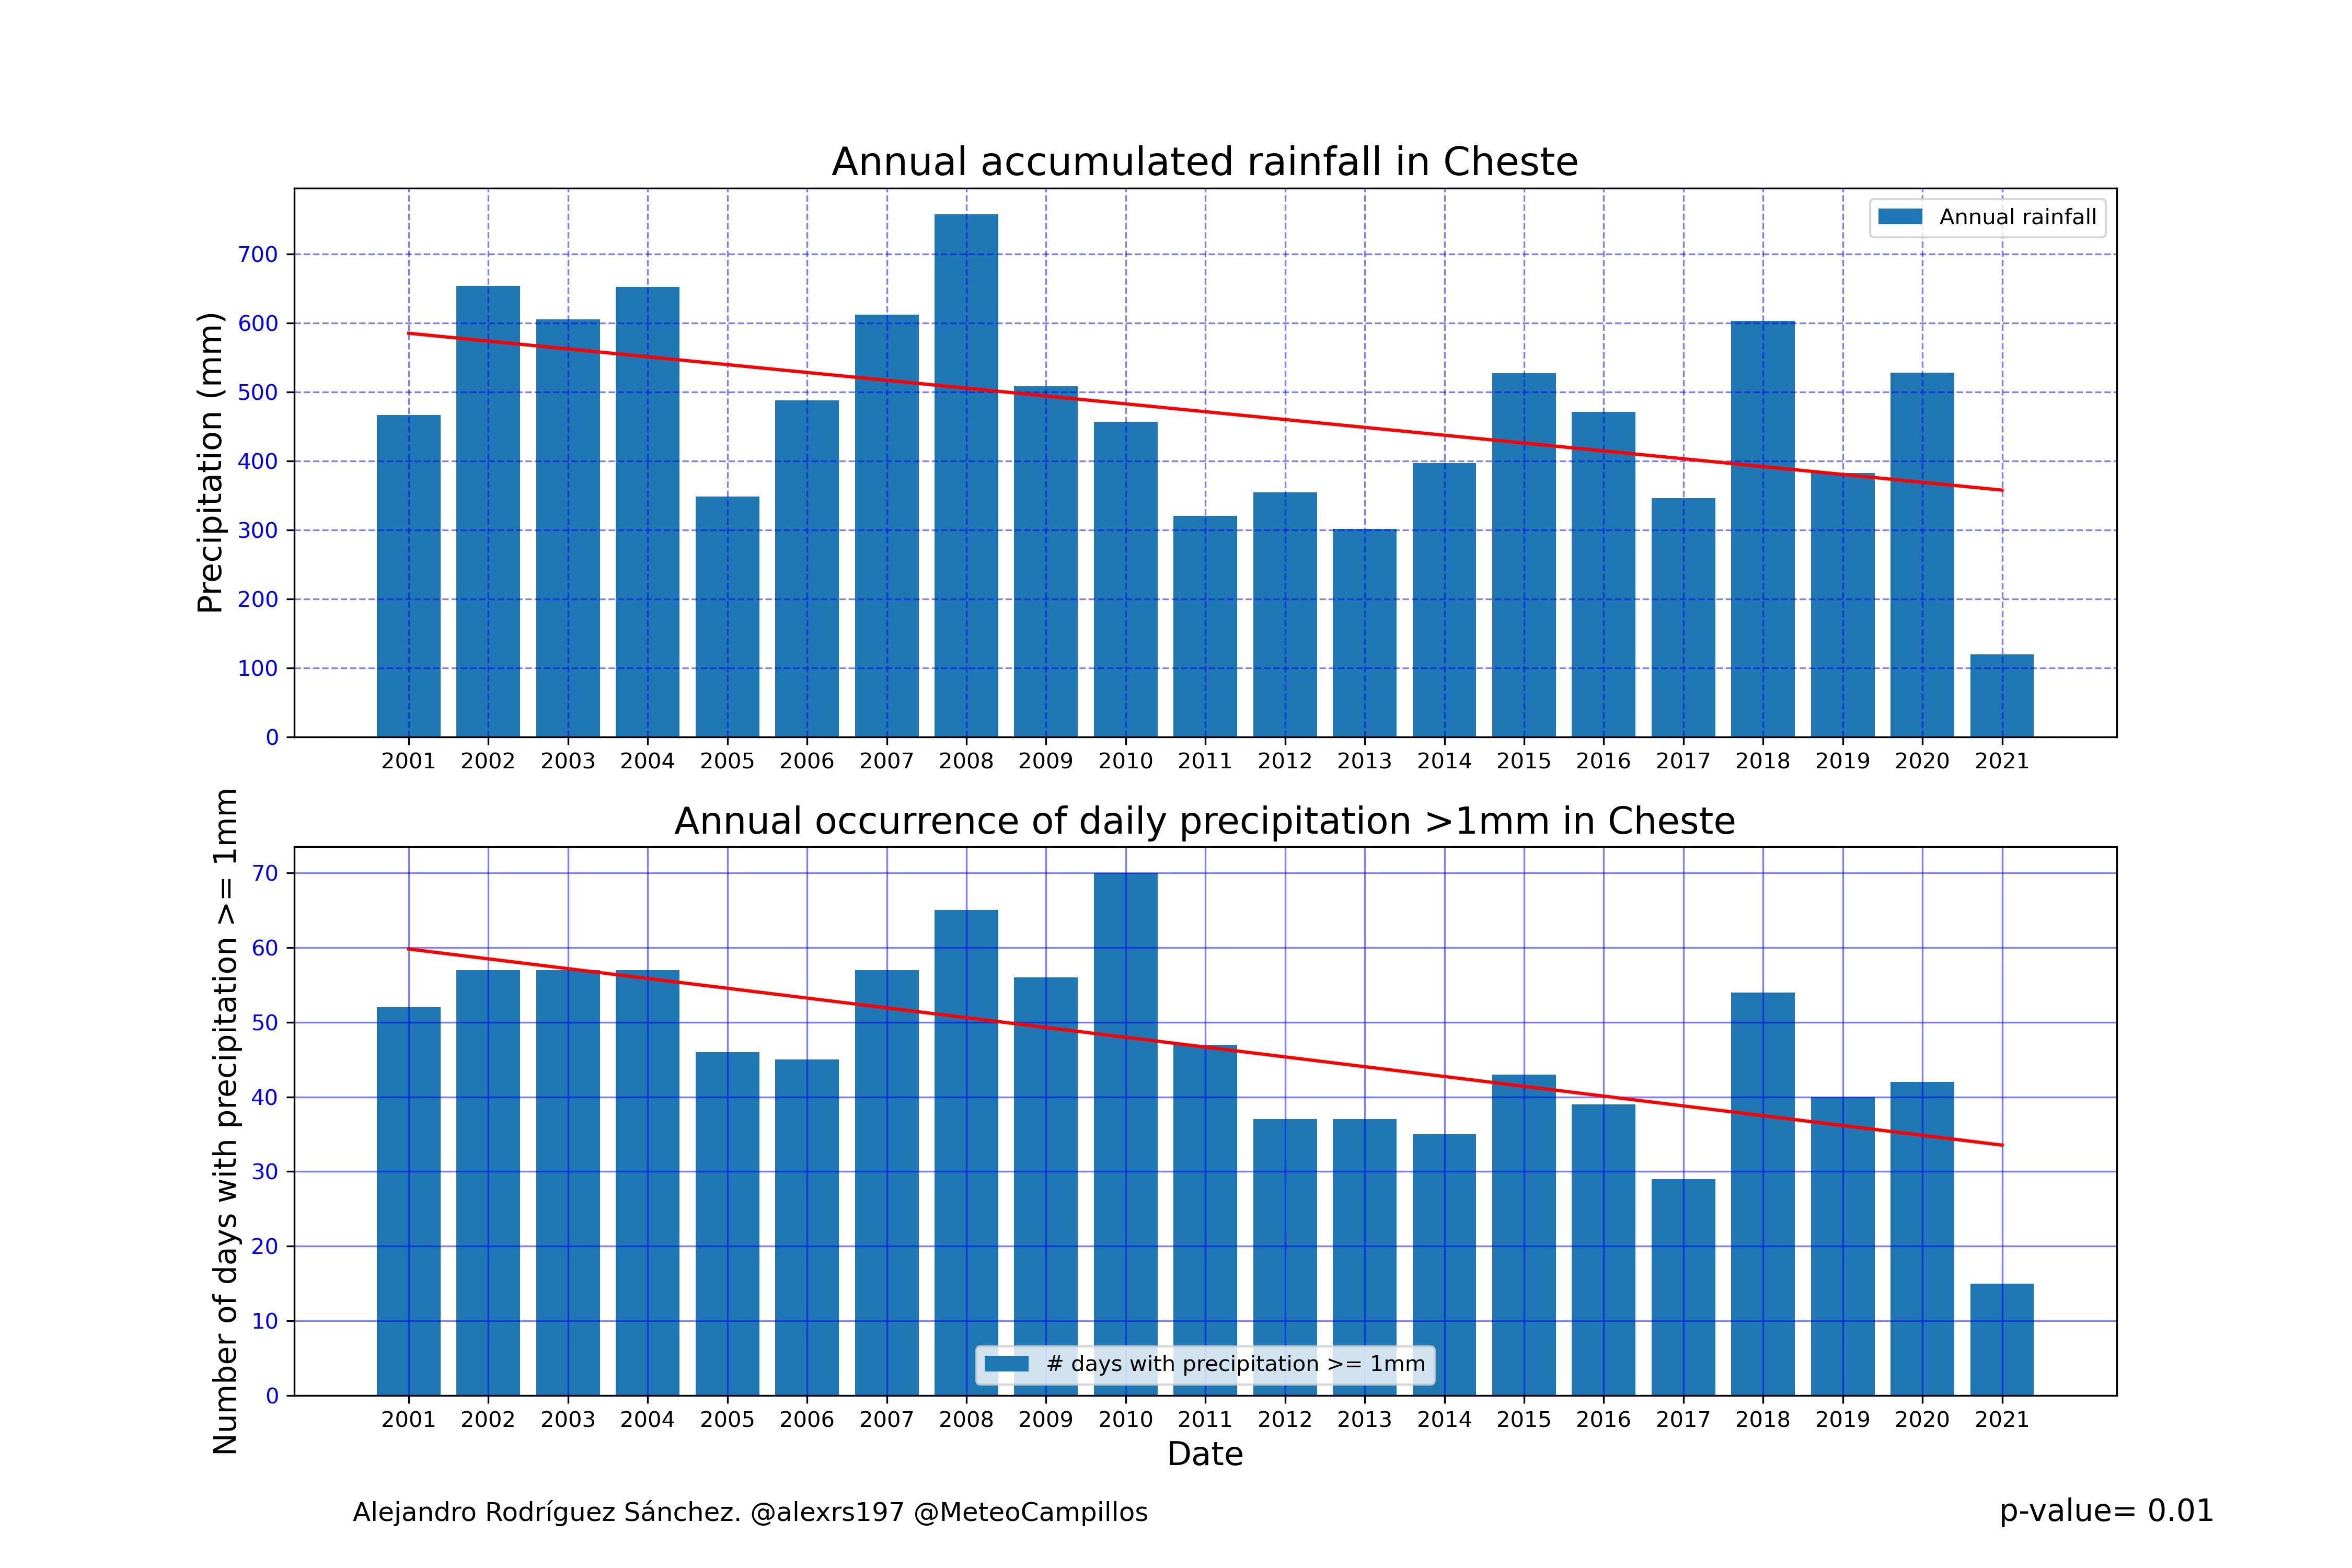 Annual accumulated rainfall in Cheste
Annual rainfall
Precipitation (mm)
700
600
500
400
300
200
100
0
2001 2002 2003 2004 2005 2006 2007 2008 2009 2010 2011 2012 2013 2014 2015 2016 2017 2018 2019 2020 2021
Annual occurrence of daily precipitation >1mm in Cheste
Number of days with precipitation >= 1mm
70
60
50
40
30
20
10
0
# days with precipitation >= 1mm
2001 2002 2003 2004 2005 2006 2007 2008 2009 2010 2011 2012 2013 2014 2015 2016 2017 2018 2019 2020 2021
Date
Alejandro Rodríguez Sánchez. @alexrs197 @MeteoCampillos
p-value= 0.01